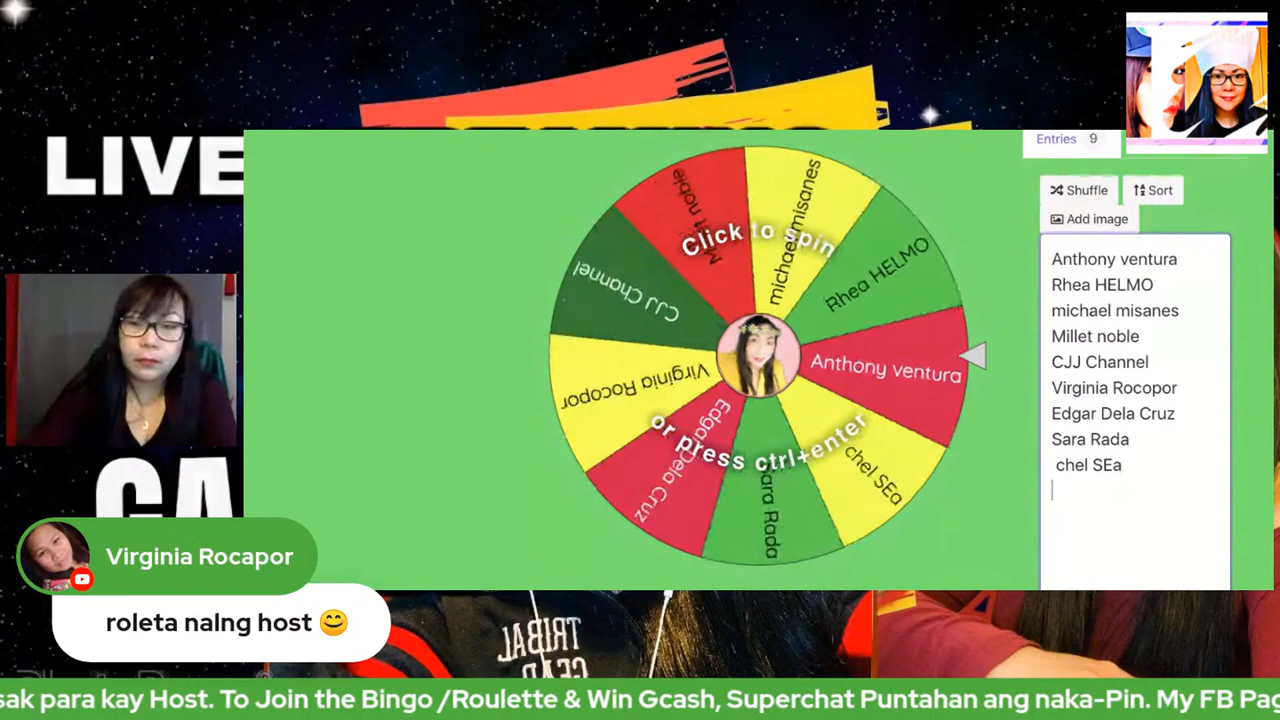 LIVE
CA
Entries 9
Shuffle
Sort
Add image
Anthony ventura
Rhea HELMO
michael misanes
Millet noble
CJJ Channel
Virginia Rocopor
Edgar Dela Cruz
Sara Rada
chel SEa
Click to spin
or press ctrl+enter
michael misanes
Rhea HELMO
Anthony ventura
chel SEa
Sara Rada
Edgar Dela Cruz
Virginia Rocopor
CJJ Channel
noble
Virginia Rocapor
roleta nalng host 😊
TRIBAL
GEAR
sak para kay Host. To Join the Bingo /Roulette & Win Gcash, Superchat Puntahan ang naka-Pin. My FB Pag